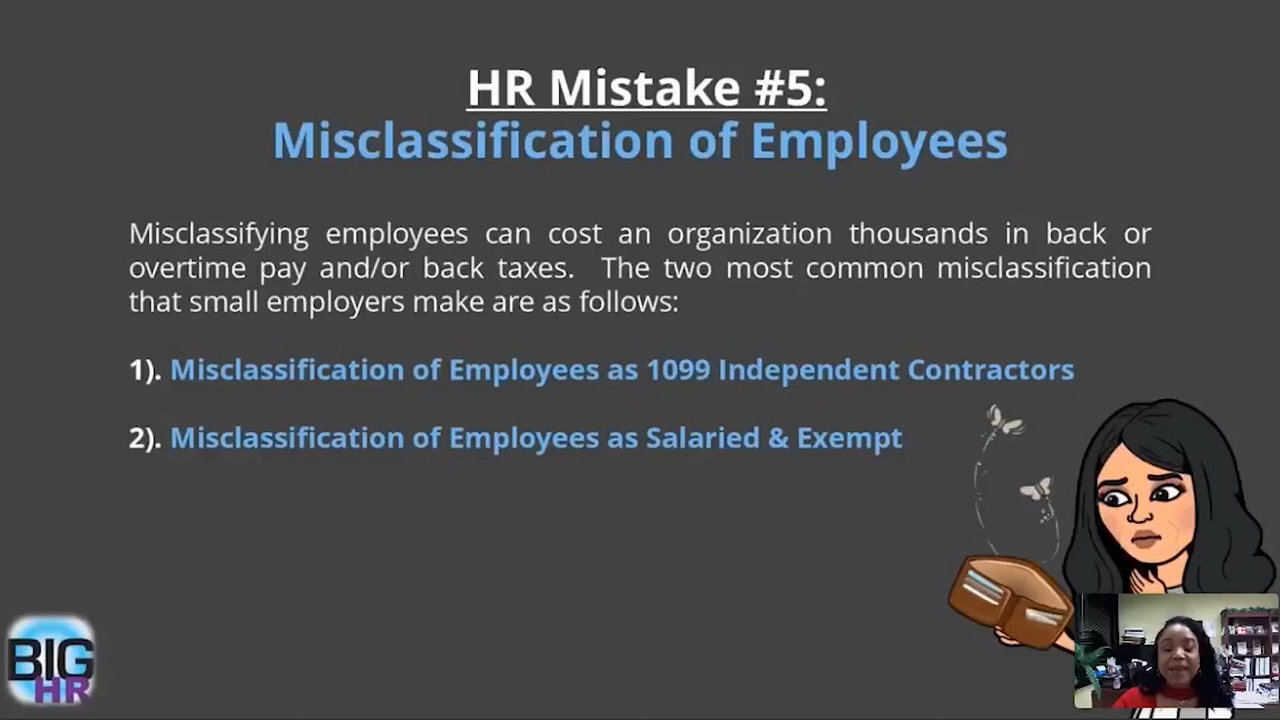 HR Mistake #5:
Misclassification of Employees
Misclassifying employees can cost an organization thousands in back or
overtime pay and/or back taxes. The two most common misclassification
that small employers make are as follows:
1). Misclassification of Employees as 1099 Independent Contractors
2). Misclassification of Employees as Salaried & Exempt
BIG
HR